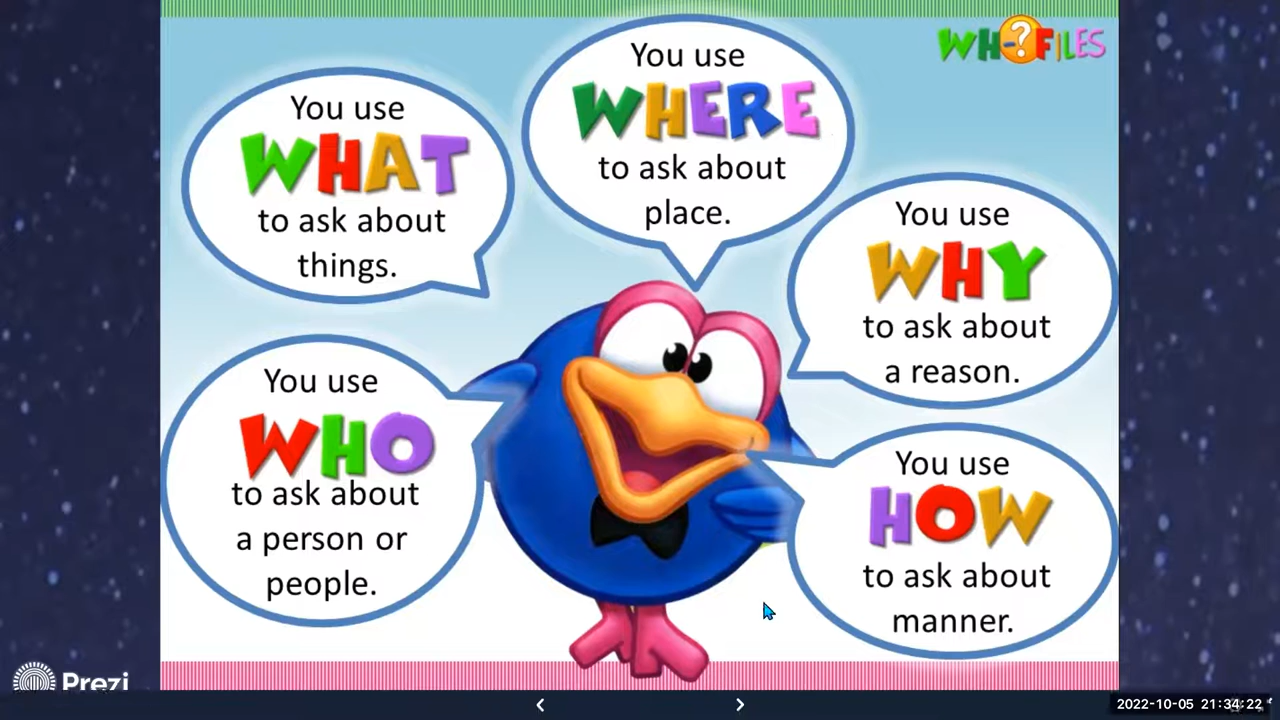 WH-?FILES
You use
WHAT
to ask about
things.
You use
WHERE
to ask about
place.
You use
WHY
to ask about
a reason.
You use
WHO
to ask about
a person or
people.
You use
HOW
to ask about
manner.
Prezi
2022-10-05 21:34:22